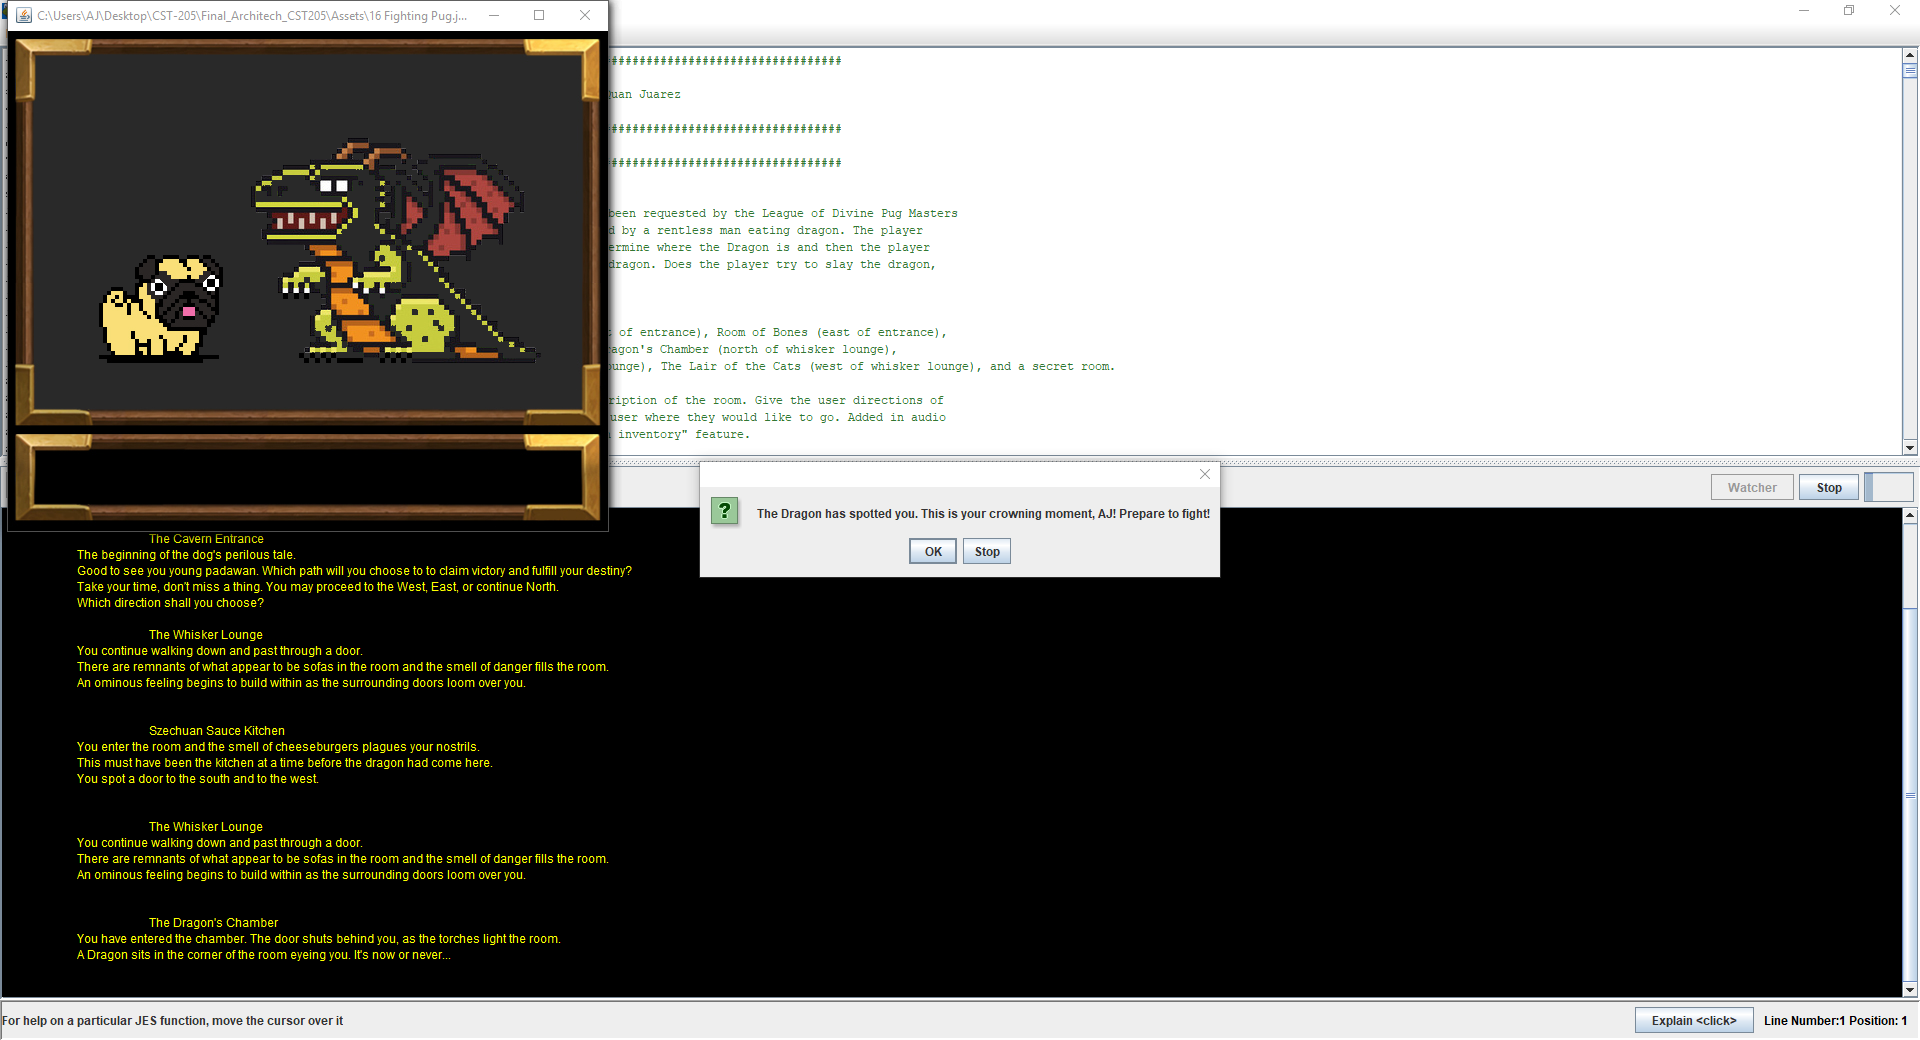 C:\Users\AJ\Desktop\CST-205\Final_Architech_CST205\Assets\16 Fighting Pug.j...
##################################
Quan Juarez
##################################
##################################
been requested by the League of Divine Pug Masters
by a rentless man eating dragon. The player
ermine where the Dragon is and then the player
dragon. Does the player try to slay the dragon,
of entrance), Room of Bones (east of entrance),
ragon's Chamber (north of whisker lounge),
ounge), The Lair of the Cats (west of whisker lounge), and a secret room.
ription of the room. Give the user directions of
user where they would like to go. Added in audio
inventory" feature.
Watcher
Stop
?
The Dragon has spotted you. This is your crowning moment, AJ! Prepare to fight!
OK
Stop
The Cavern Entrance
The beginning of the dog's perilous tale.
Good to see you young padawan. Which path will you choose to to claim victory and fulfill your destiny?
Take your time, don't miss a thing. You may proceed to the West, East, or continue North.
Which direction shall you choose?
The Whisker Lounge
You continue walking down and past through a door.
There are remnants of what appear to be sofas in the room and the smell of danger fills the room.
An ominous feeling begins to build within as the surrounding doors loom over you.
Szechuan Sauce Kitchen
You enter the room and the smell of cheeseburgers plagues your nostrils.
This must have been the kitchen at a time before the dragon had come here.
You spot a door to the south and to the west.
The Whisker Lounge
You continue walking down and past through a door.
There are remnants of what appear to be sofas in the room and the smell of danger fills the room.
An ominous feeling begins to build within as the surrounding doors loom over you.
The Dragon's Chamber
You have entered the chamber. The door shuts behind you, as the torches light the room.
A Dragon sits in the corner of the room eyeing you. It's now or never...
For help on a particular JES function, move the cursor over it
Explain <click>
Line Number:1 Position: 1